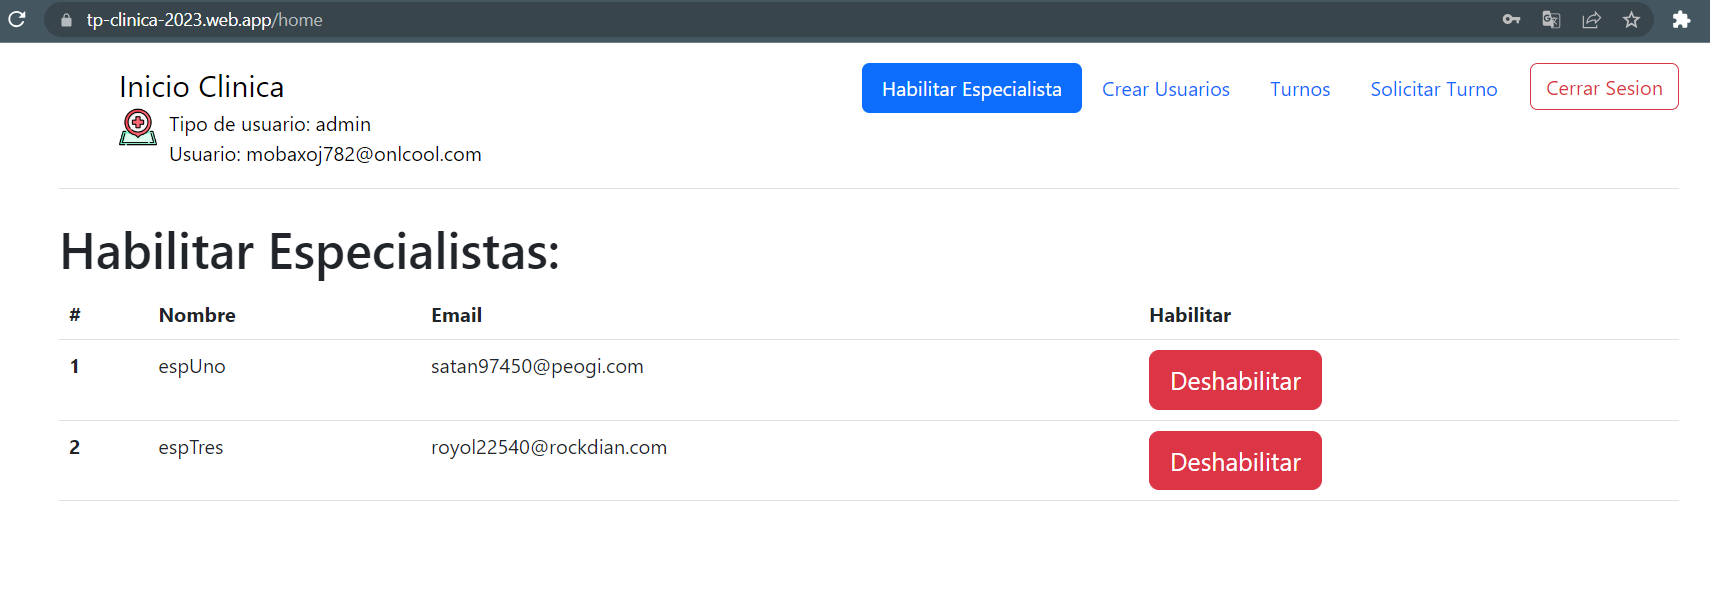 tp-clinica-2023.web.app/home
Inicio Clinica
Tipo de usuario: admin
Usuario: mobaxoj782@onlcool.com
Habilitar Especialista Crear Usuarios Turnos Solicitar Turno Cerrar Sesion
Habilitar Especialistas:
# Nombre Email Habilitar
1 espUno satan97450@peogi.com Deshabilitar
2 espTres royol22540@rockdian.com Deshabilitar